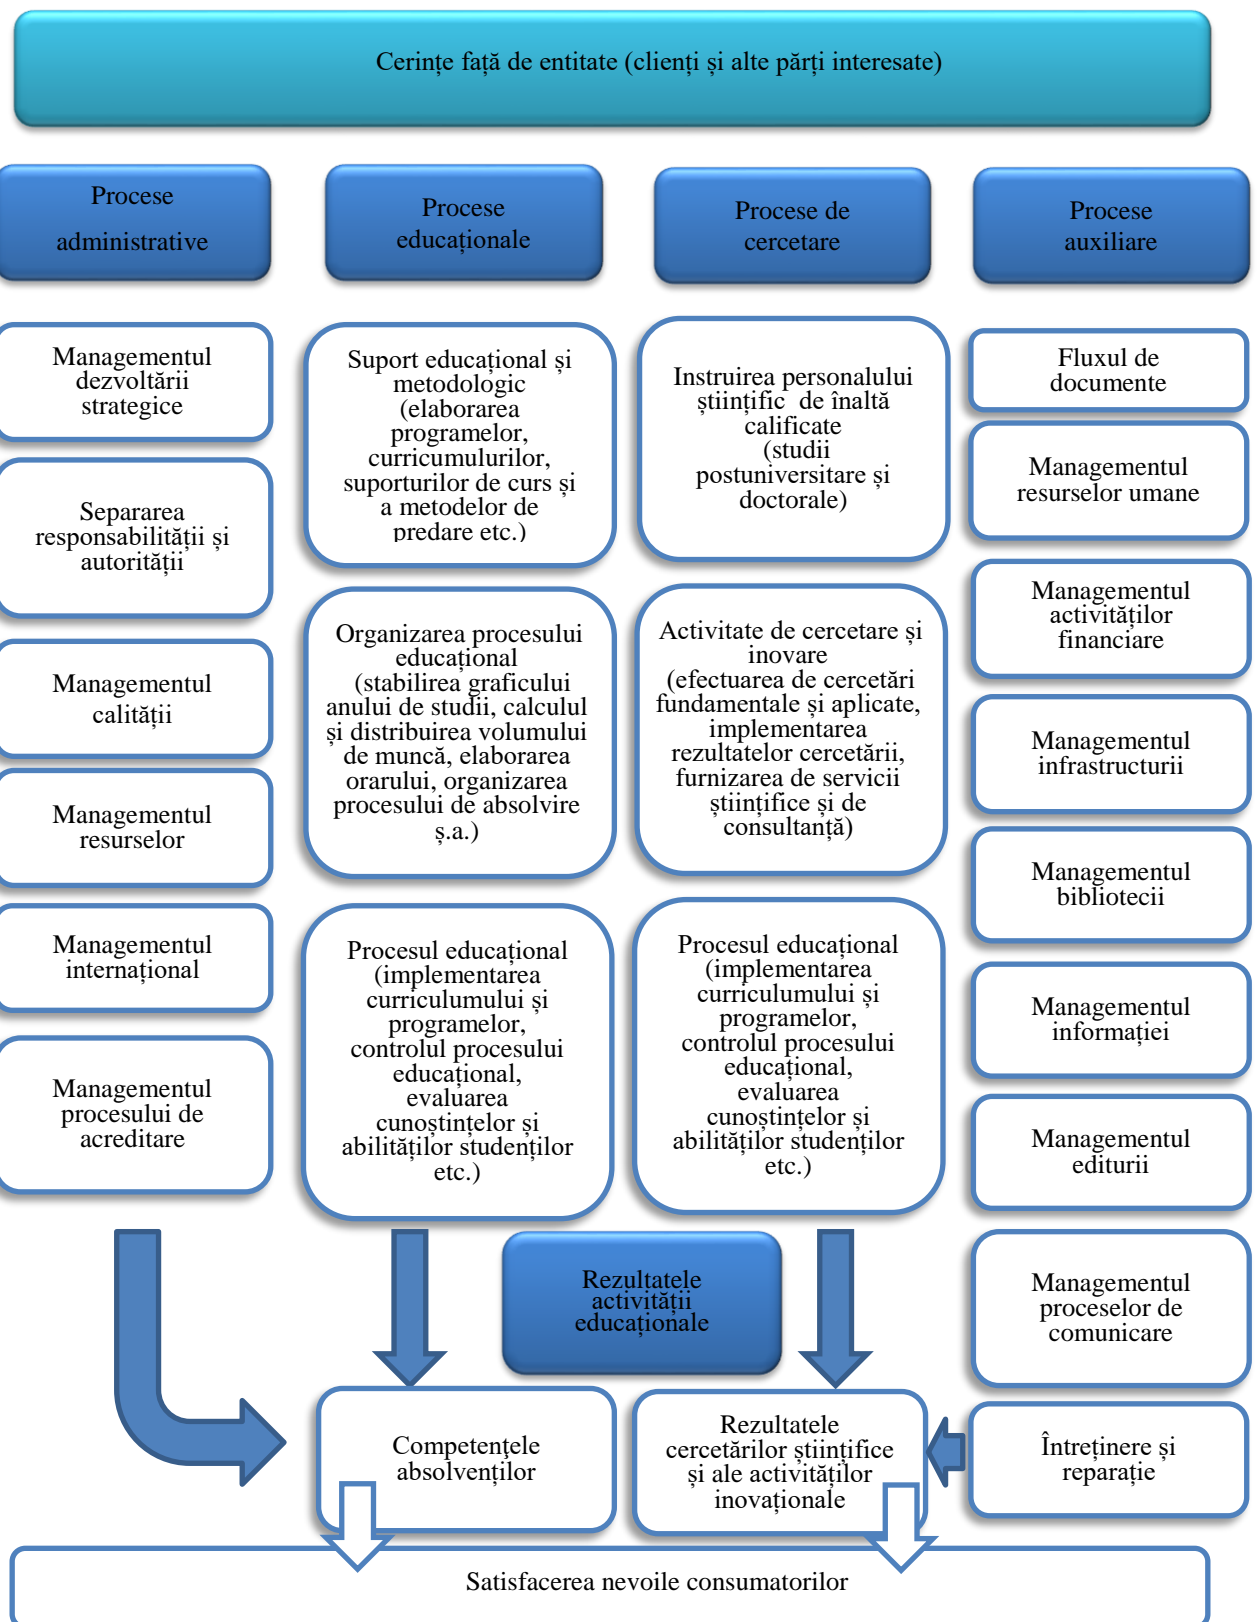 Cerințe față de entitate (clienți și alte părți interesate)
Procese
administrative
Procese
educaționale
Procese de
cercetare
Procese
auxiliare
Managementul
dezvoltării
strategice
Separarea
responsabilității și
autorității
Managementul
calității
Managementul
resurselor
Managementul
internațional
Managementul
procesului de
acreditare
Suport educațional și
metodologic
(elaborarea
programelor,
curricumulurilor,
suporturilor de curs și
a metodelor de
predare etc.)
Organizarea procesului
educațional
(stabilirea graficului
anului de studii, calculul
și distribuirea volumului
de muncă, elaborarea
orarului, organizarea
procesului de absolvire
ș.a.)
Procesul educațional
(implementarea
curriculumului și
programelor,
controlul procesului
educațional,
evaluarea
cunoștințelor și
abilităților studenților
etc.)
Instruirea personalului
științific de înaltă
calificate
(studii
postuniversitare și
doctorale)
Activitate de cercetare și
inovare
(efectuarea de cercetări
fundamentale și aplicate,
implementarea
rezultatelor cercetării,
furnizarea de servicii
științifice și de
consultanță)
Procesul educațional
(implementarea
curriculumului și
programelor,
controlul procesului
educațional,
evaluarea
cunoștințelor și
abilităților studenților
etc.)
Fluxul de
documente
Managementul
resurselor umane
Managementul
activităților
financiare
Managementul
infrastructurii
Managementul
bibliotecii
Managementul
informației
Managementul
editurii
Managementul
proceselor de
comunicare
Întreținere și
reparație
Rezultatele
activității
educaționale
Competenţele
absolvenților
Rezultatele
cercetărilor științifice
și ale activităților
inovaționale
Satisfacerea nevoile consumatorilor